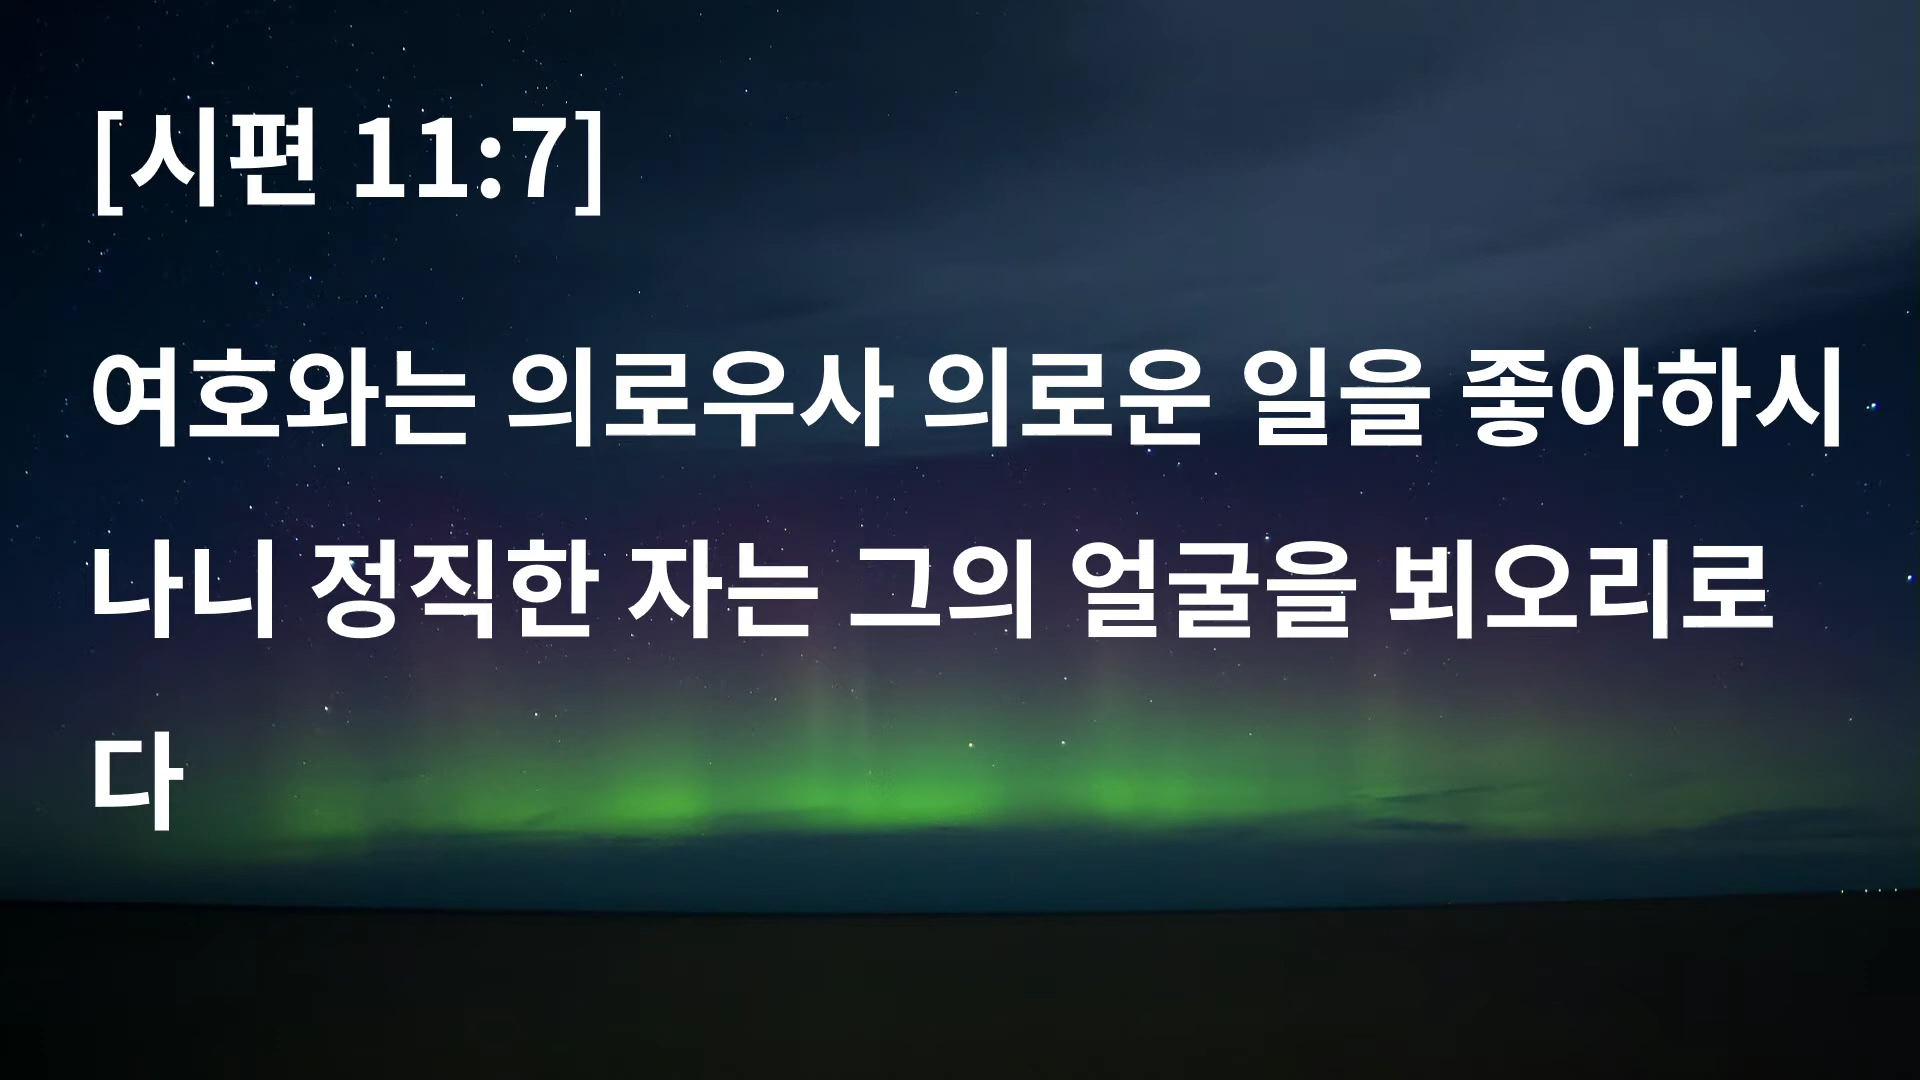 [시편 11:7]
여호와는 의로우사 의로운 일을 좋아하시
나니 정직한 자는 그의 얼굴을 뵈오리로
다